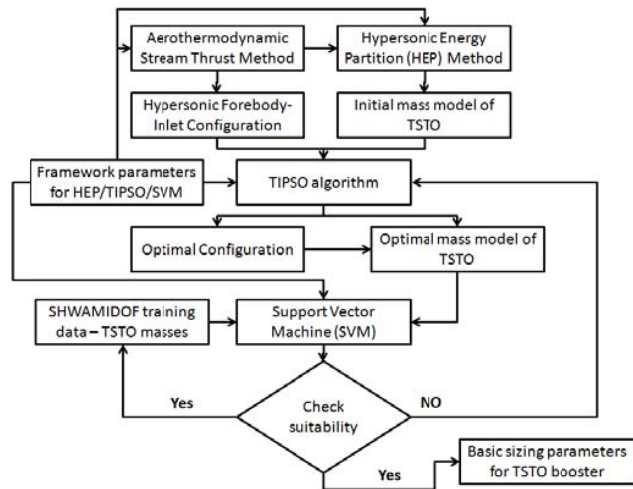 Aerothermodynamic
Stream Thrust Method
Hypersonic Energy
Partition (HEP) Method
Hypersonic Forebody-
Inlet Configuration
Initial mass model of
TSTO
Framework parameters
for HEP/TIPSO/SVM
TIPSO algorithm
Optimal Configuration
Optimal mass model of
TSTO
SHWAMIDOF training
data – TSTO masses
Support Vector
Machine (SVM)
Yes
Check
suitability
NO
Yes
Basic sizing parameters
for TSTO booster